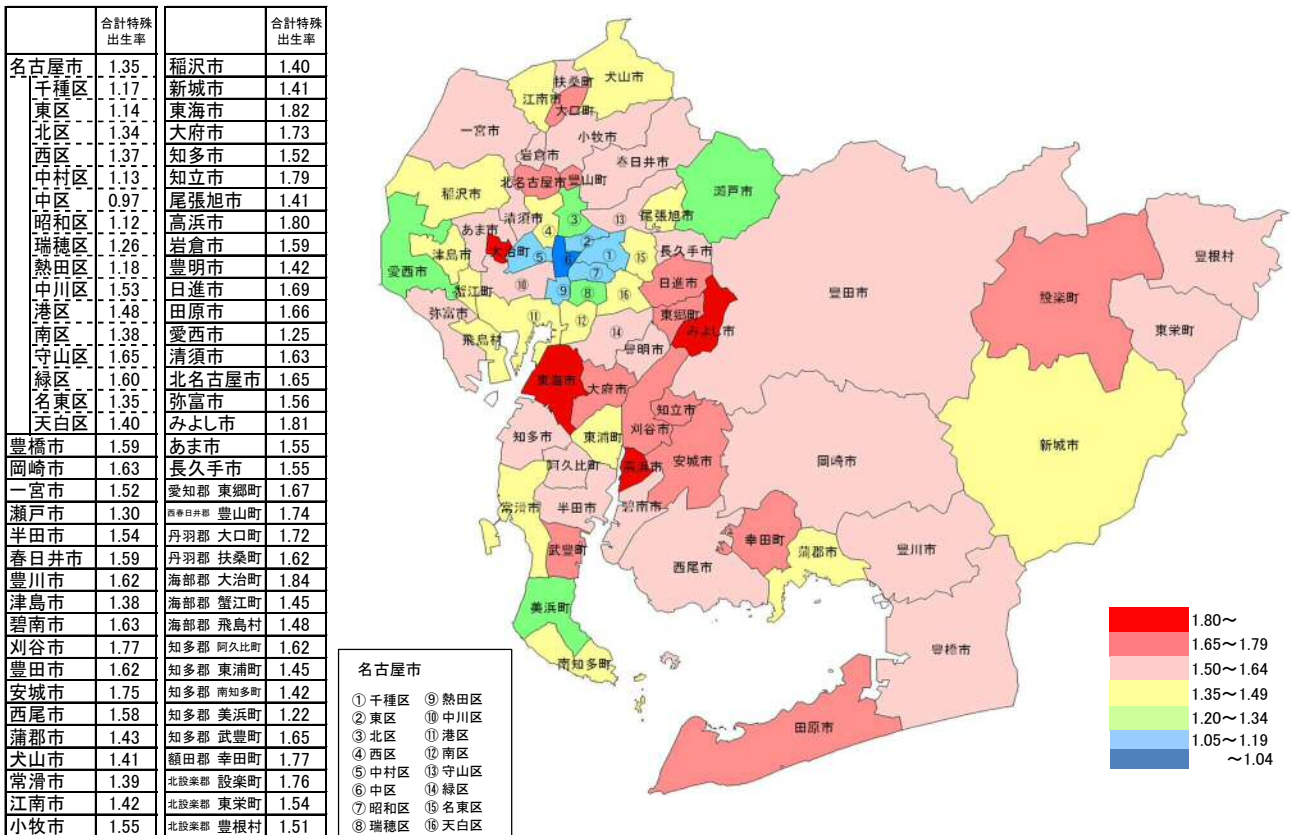 合計特殊出生率
名古屋市 1.35
千種区 1.17
東区 1.14
北区 1.34
西区 1.37
中村区 1.13
中区 0.97
昭和区 1.12
瑞穂区 1.26
熱田区 1.18
中川区 1.53
港区 1.48
南区 1.38
守山区 1.65
緑区 1.60
名東区 1.35
天白区 1.40
豊橋市 1.59
岡崎市 1.63
一宮市 1.52
瀬戸市 1.30
半田市 1.54
春日井市 1.59
豊川市 1.62
津島市 1.38
碧南市 1.63
刈谷市 1.77
豊田市 1.62
安城市 1.75
西尾市 1.58
蒲郡市 1.43
犬山市 1.41
常滑市 1.39
江南市 1.42
小牧市 1.55
合計特殊出生率
稲沢市 1.40
新城市 1.41
東海市 1.82
大府市 1.73
知多市 1.52
知立市 1.79
尾張旭市 1.41
高浜市 1.80
岩倉市 1.59
豊明市 1.42
日進市 1.69
田原市 1.66
愛西市 1.25
清須市 1.63
北名古屋市 1.65
弥富市 1.56
みよし市 1.81
あま市 1.55
長久手市 1.55
愛知郡 東郷町 1.67
西春日井郡 豊山町 1.74
丹羽郡 大口町 1.72
丹羽郡 扶桑町 1.62
海部郡 大治町 1.84
海部郡 蟹江町 1.45
海部郡 飛島村 1.48
知多郡 阿久比町 1.62
知多郡 東浦町 1.45
知多郡 南知多町 1.42
知多郡 美浜町 1.22
知多郡 武豊町 1.65
額田郡 幸田町 1.77
北設楽郡 設楽町 1.76
北設楽郡 東栄町 1.54
北設楽郡 豊根村 1.51
扶桑町
犬山市
江南市
大口町
一宮市
小牧市
岩倉市
春日井市
北名古屋市
豊山町
瀬戸市
稲沢市
清須市
③
⑬
尾張旭市
④
あま市
②
津島市
大治町
⑤
⑥
①
⑮
長久手市
愛西市
⑦
日進市
蟹江町
⑩
⑨
⑧
⑯
豊田市
設楽町
豊根村
東栄町
弥富市
⑪
⑫
東郷町
みよし市
飛島村
⑭
豊明市
東海市
大府市
知立市
知多市
東浦町
刈谷市
新城市
阿久比町
高浜市
安城市
岡崎市
常滑市
半田市
碧南市
武豊町
西尾市
幸田町
蒲郡市
豊川市
美浜町
南知多町
豊橋市
田原市
名古屋市
① 千種区 ⑨ 熱田区
② 東区 ⑩ 中川区
③ 北区 ⑪ 港区
④ 西区 ⑫ 南区
⑤ 中村区 ⑬ 守山区
⑥ 中区 ⑭ 緑区
⑦ 昭和区 ⑮ 名東区
⑧ 瑞穂区 ⑯ 天白区
1.80～
1.65～1.79
1.50～1.64
1.35～1.49
1.20～1.34
1.05～1.19
～1.04